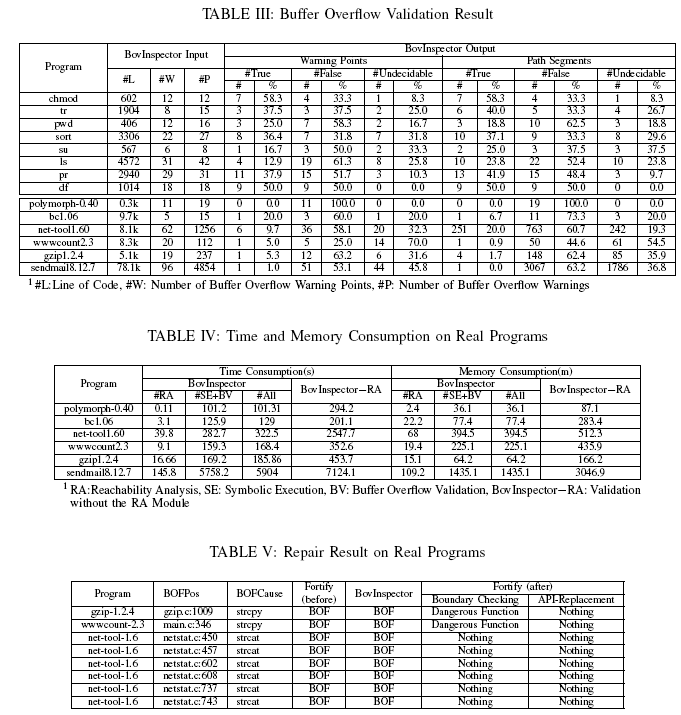 TABLE III: Buffer Overflow Validation Result
Program BovInspector Input BovInspector Output
Warning Points Path Segments
#L #W #P #True #False #Undecidable #True #False #Undecidable
# % # % # % # % # % # %
chmod 602 12 12 7 58.3 4 33.3 1 8.3 7 58.3 4 33.3 1 8.3
tr 1904 8 15 3 37.5 3 37.5 2 25.0 6 40.0 5 33.3 4 26.7
pwd 406 12 16 3 25.0 7 58.3 2 16.7 3 18.8 10 62.5 3 18.8
sort 3306 22 27 8 36.4 7 31.8 7 31.8 10 37.1 9 33.3 8 29.6
su 567 6 8 1 16.7 3 50.0 2 33.3 2 25.0 3 37.5 3 37.5
ls 4572 31 42 4 12.9 19 61.3 8 25.8 10 23.8 22 52.4 10 23.8
pr 2940 29 31 11 37.9 15 51.7 3 10.3 13 41.9 15 48.4 3 9.7
df 1014 18 18 9 50.0 9 50.0 0 0.0 9 50.0 9 50.0 0 0.0
polymorph-0.40 0.3k 11 19 0 0.0 11 100.0 0 0.0 0 0.0 19 100.0 0 0.0
bc1.06 9.7k 5 15 1 20.0 3 60.0 1 20.0 1 6.7 11 73.3 3 20.0
net-tool1.60 8.1k 62 1256 6 9.7 36 58.1 20 32.3 251 20.0 763 60.7 242 19.3
wwwcount2.3 8.3k 20 112 1 5.0 5 25.0 14 70.0 1 0.9 50 44.6 61 54.5
gzip1.2.4 5.1k 19 237 1 5.3 12 63.2 6 31.6 4 1.7 148 62.4 85 35.9
sendmail8.12.7 78.1k 96 4854 1 1.0 51 53.1 44 45.8 1 0.0 3067 63.2 1786 36.8
1 #L:Line of Code, #W: Number of Buffer Overflow Warning Points, #P: Number of Buffer Overflow Warnings
TABLE IV: Time and Memory Consumption on Real Programs
Program Time Consumption(s) Memory Consumption(m)
BovInspector BovInspector−RA BovInspector BovInspector−RA
#RA #SE+BV #All #RA #SE+BV #All
polymorph-0.40 0.11 101.2 101.31 294.2 2.4 36.1 36.1 87.1
bc1.06 3.1 125.9 129 201.1 22.2 77.4 77.4 283.4
net-tool1.60 39.8 282.7 322.5 2547.7 68 394.5 394.5 512.3
wwwcount2.3 9.1 159.3 168.4 352.6 19.4 225.1 225.1 435.9
gzip1.2.4 16.66 169.2 185.86 453.7 15.1 64.2 64.2 166.2
sendmail8.12.7 145.8 5758.2 5904 7124.1 109.2 1435.1 1435.1 3046.9
1 RA:Reachability Analysis, SE: Symbolic Execution, BV: Buffer Overflow Validation, BovInspector−RA: Validation
without the RA Module
TABLE V: Repair Result on Real Programs
Program BOFPos BOFCause Fortify (before) BovInspector Fortify (after)
Boundary Checking API-Replacement
gzip-1.2.4 gzip.c:1009 strcpy BOF BOF Dangerous Function Nothing
wwwcount-2.3 main.c:346 strcpy BOF BOF Dangerous Function Nothing
net-tool-1.6 netstat.c:450 strcat BOF BOF Nothing Nothing
net-tool-1.6 netstat.c:457 strcat BOF BOF Nothing Nothing
net-tool-1.6 netstat.c:602 strcat BOF BOF Nothing Nothing
net-tool-1.6 netstat.c:608 strcat BOF BOF Nothing Nothing
net-tool-1.6 netstat.c:737 strcat BOF BOF Nothing Nothing
net-tool-1.6 netstat.c:743 strcat BOF BOF Nothing Nothing